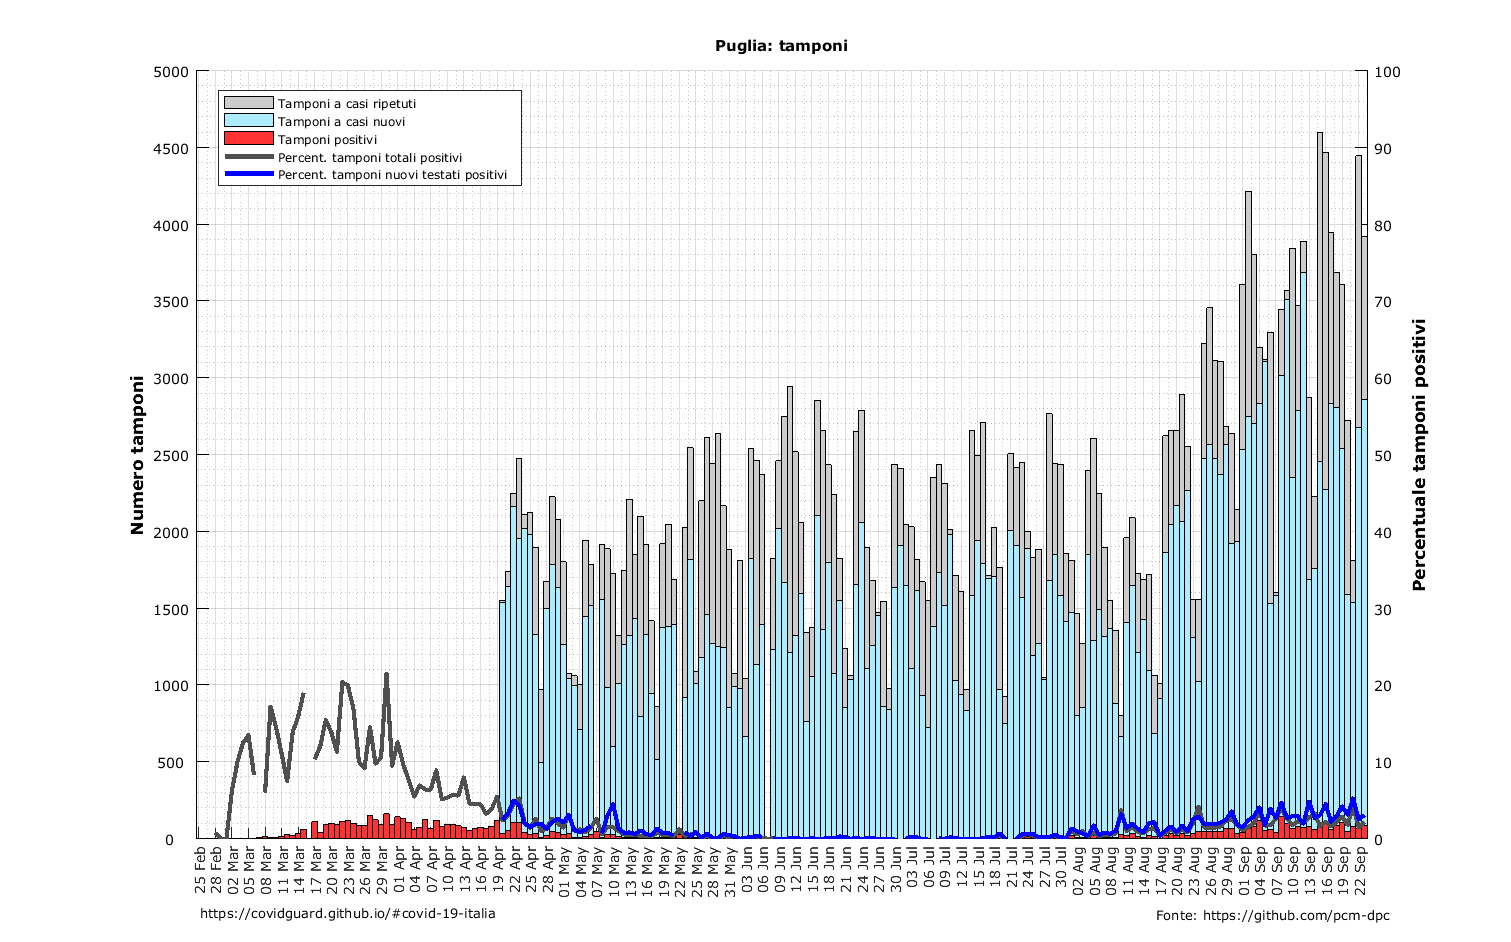 Puglia: tamponi
5000
4500
4000
3500
3000
2500
2000
1500
1000
500
0
100
90
80
70
60
50
40
30
20
10
0
Numero tamponi
Percentuale tamponi positivi
Tamponi a casi ripetuti
Tamponi a casi nuovi
Tamponi positivi
Percent. tamponi totali positivi
Percent. tamponi nuovi testati positivi
25 Feb
28 Feb
02 Mar
05 Mar
08 Mar
11 Mar
14 Mar
17 Mar
20 Mar
23 Mar
26 Mar
29 Mar
01 Apr
04 Apr
07 Apr
10 Apr
13 Apr
16 Apr
19 Apr
22 Apr
25 Apr
28 Apr
01 May
04 May
07 May
10 May
13 May
16 May
19 May
22 May
25 May
28 May
31 May
03 Jun
06 Jun
09 Jun
12 Jun
15 Jun
18 Jun
21 Jun
24 Jun
27 Jun
30 Jun
03 Jul
06 Jul
09 Jul
12 Jul
15 Jul
18 Jul
21 Jul
24 Jul
27 Jul
30 Jul
02 Aug
05 Aug
08 Aug
11 Aug
14 Aug
17 Aug
20 Aug
23 Aug
26 Aug
29 Aug
01 Sep
04 Sep
07 Sep
10 Sep
13 Sep
16 Sep
19 Sep
22 Sep
https://covidguard.github.io/#covid-19-italia
Fonte: https://github.com/pcm-dpc